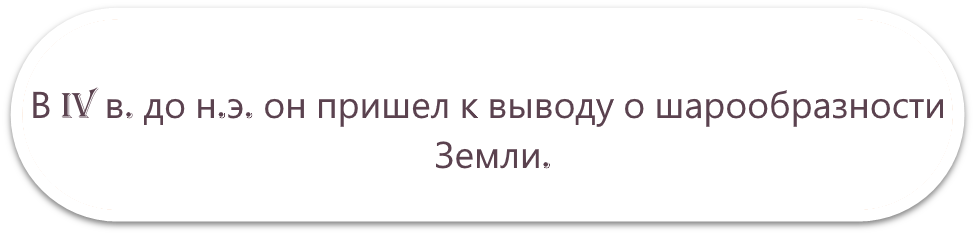 В IV в. до н.э. он пришел к выводу о шарообразности
Земли.